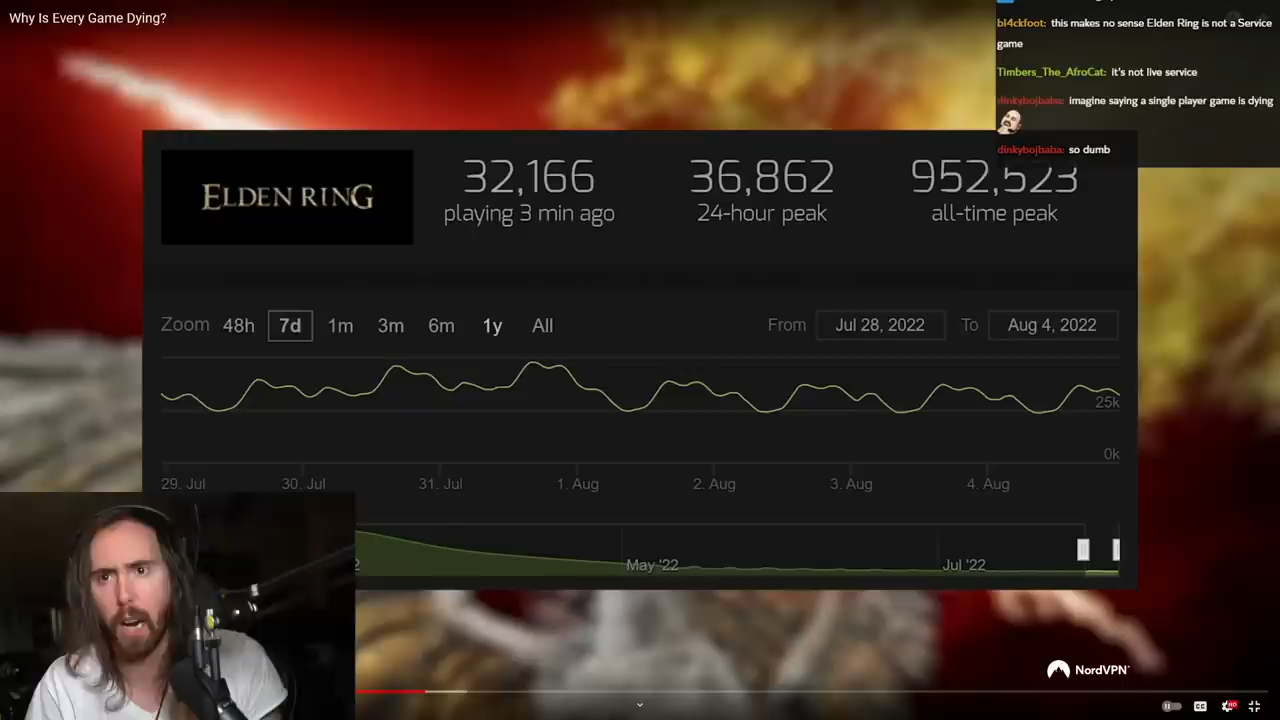 Why Is Every Game Dying?
bl4ckfoot: this makes no sense Elden Ring is not a Service
game
Timbers_The_AfroCat: it's not live service
dinkybojbaba: imagine saying a single player game is dying
dinkybojbaba: so dumb
ELDEN RING
32,166
playing 3 min ago
36,862
24-hour peak
952,523
all-time peak
Zoom 48h 7d 1m 3m 6m 1y All
From Jul 28, 2022 To Aug 4, 2022
25k
0k
29. Jul 30. Jul 31. Jul 1. Aug 2. Aug 3. Aug 4. Aug
2 May '22 Jul '22
NordVPN
CC HD